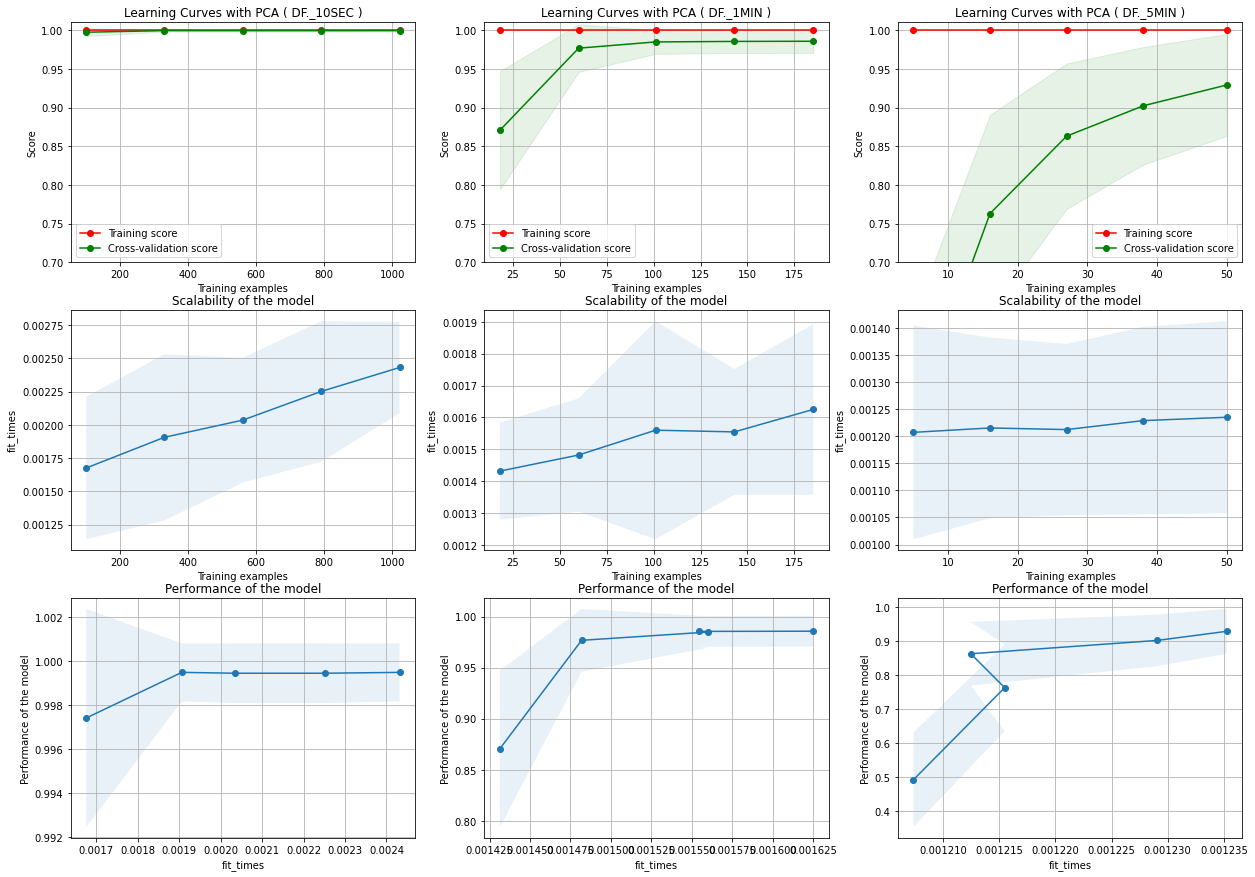 Learning Curves with PCA ( DF._10SEC )
Score
1.00
0.95
0.90
0.85
0.80
0.75
0.70
Training score
Cross-validation score
200 400 600 800 1000
Training examples
Learning Curves with PCA ( DF._1MIN )
Score
1.00
0.95
0.90
0.85
0.80
0.75
0.70
Training score
Cross-validation score
25 50 75 100 125 150 175
Training examples
Learning Curves with PCA ( DF._5MIN )
Score
1.00
0.95
0.90
0.85
0.80
0.75
0.70
Training score
Cross-validation score
10 20 30 40 50
Training examples
Scalability of the model
fit_times
0.00275
0.00250
0.00225
0.00200
0.00175
0.00150
0.00125
200 400 600 800 1000
Training examples
Scalability of the model
fit_times
0.0019
0.0018
0.0017
0.0016
0.0015
0.0014
0.0013
0.0012
25 50 75 100 125 150 175
Training examples
Scalability of the model
fit_times
0.00140
0.00135
0.00130
0.00125
0.00120
0.00115
0.00110
0.00105
0.00100
10 20 30 40 50
Training examples
Performance of the model
Performance of the model
1.002
1.000
0.998
0.996
0.994
0.992
0.0017 0.0018 0.0019 0.0020 0.0021 0.0022 0.0023 0.0024
fit_times
Performance of the model
Performance of the model
1.00
0.95
0.90
0.85
0.80
0.001425 0.001450 0.001475 0.001500 0.001525 0.001550 0.001575 0.001600 0.001625
fit_times
Performance of the model
Performance of the model
1.0
0.9
0.8
0.7
0.6
0.5
0.4
0.001210 0.001215 0.001220 0.001225 0.001230 0.001235
fit_times